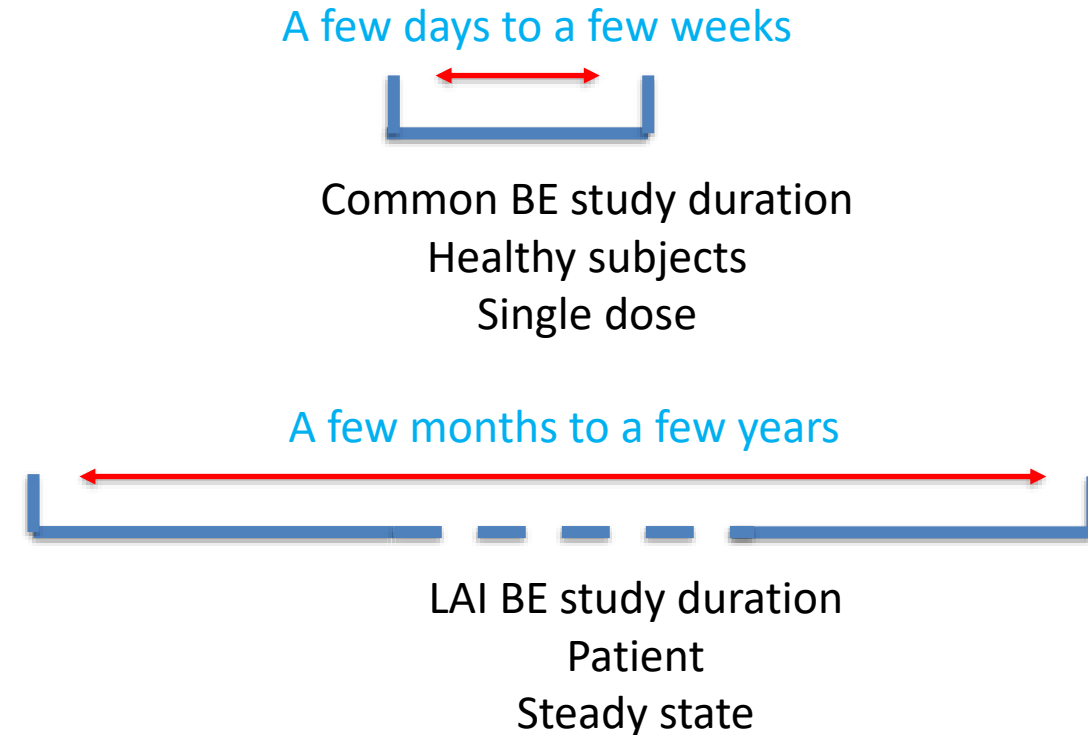 A few days to a few weeks
Common BE study duration
Healthy subjects
Single dose
A few months to a few years
LAI BE study duration
Patient
Steady state